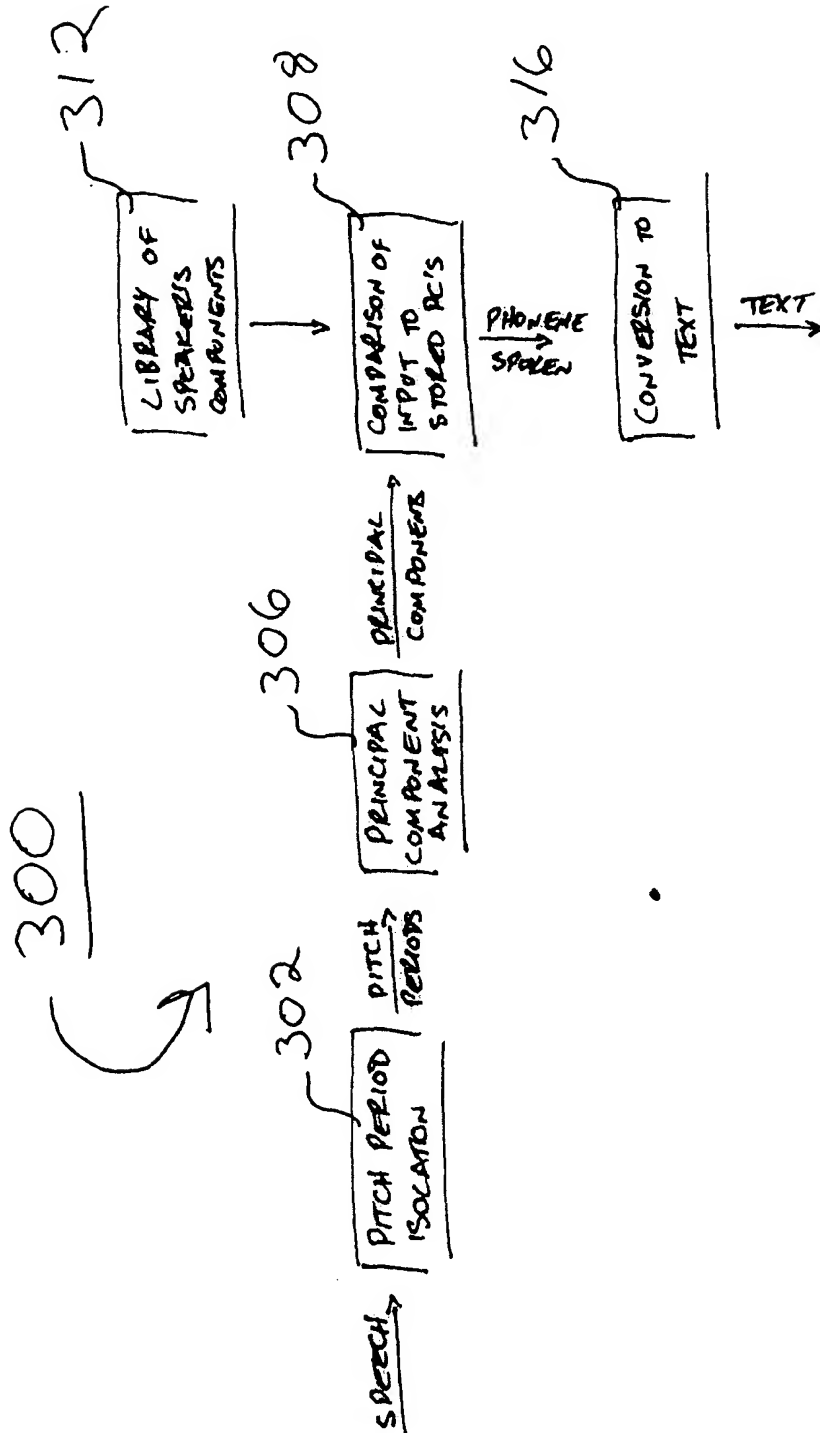 300
SPEECH
302
PITCH PERIOD
ISOLATION
PITCH
PERIODS
306
PRINCIPAL
COMPONENT
ANALYSIS
PRINCIPAL
COMPONENTS
312
LIBRARY OF
SPEAKER'S
COMPONENTS
308
COMPARISON OF
INPUT TO
STORED PC'S
PHONEME
SPOKEN
316
CONVERSION TO
TEXT
TEXT